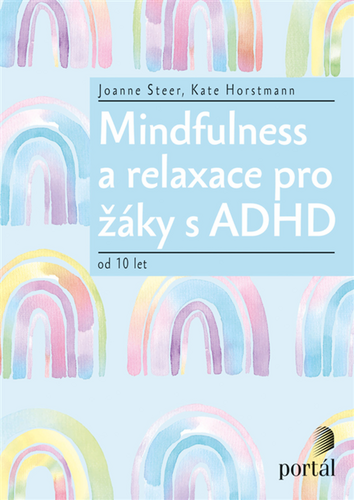 Joanne Steer, Kate Horstmann
Mindfulness
a relaxace pro
žáky s ADHD
od 10 let
portál